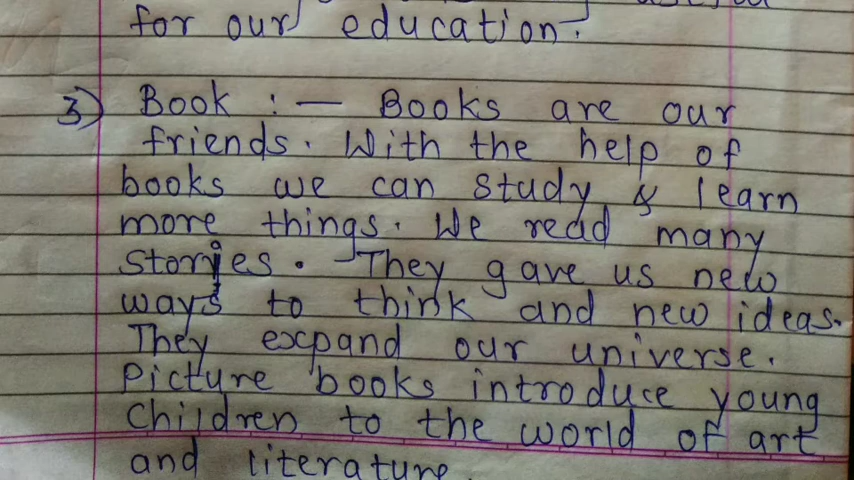 for our education.
3) Book :— Books are our
friends. With the help of
books we can study & learn
more things. We read many
stories. They gave us new
ways to think and new ideas.
They expand our universe.
Picture books introduce young
Children to the world of art
and literature.